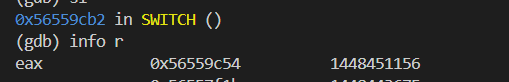 0x56559cb2 in SWITCH ()
(gdb) info r
eax 0x56559c54 1448451156